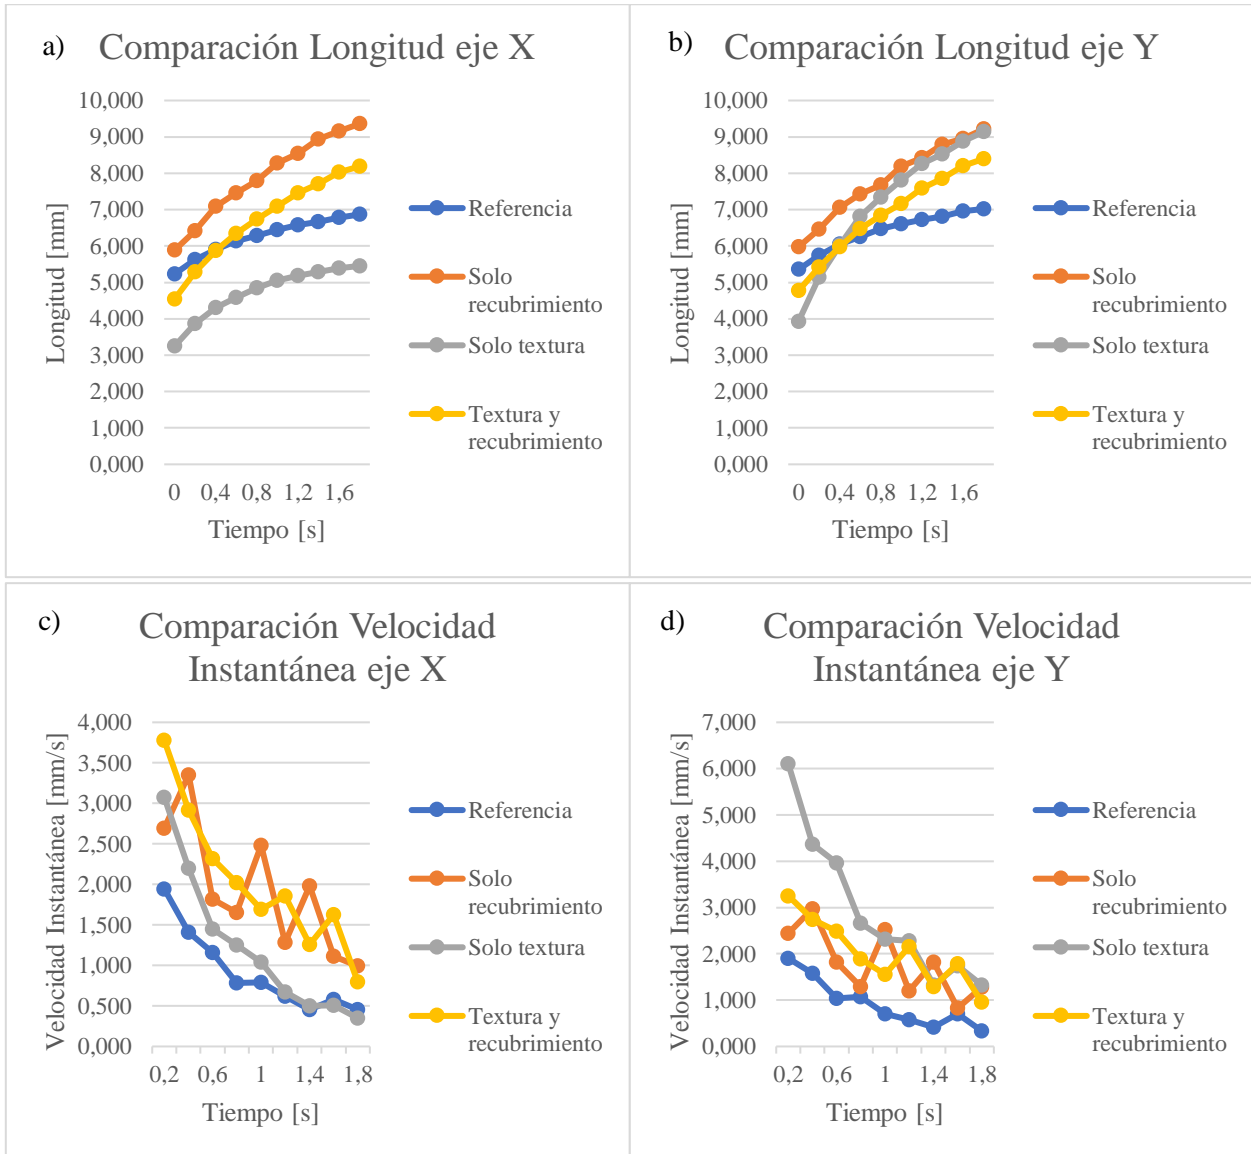 a) Comparación Longitud eje X
Longitud [mm]
10,000
9,000
8,000
7,000
6,000
5,000
4,000
3,000
2,000
1,000
0,000
0 0,4 0,8 1,2 1,6
Tiempo [s]
Referencia
Solo
recubrimiento
Solo textura
Textura y
recubrimiento
b) Comparación Longitud eje Y
Longitud [mm]
10,000
9,000
8,000
7,000
6,000
5,000
4,000
3,000
2,000
1,000
0,000
0 0,4 0,8 1,2 1,6
Tiempo [s]
Referencia
Solo
recubrimiento
Solo textura
Textura y
recubrimiento
c) Comparación Velocidad
Instantánea eje X
Velocidad Instantánea [mm/s]
4,000
3,500
3,000
2,500
2,000
1,500
1,000
0,500
0,000
0,2 0,6 1 1,4 1,8
Tiempo [s]
Referencia
Solo
recubrimiento
Solo textura
Textura y
recubrimiento
d) Comparación Velocidad
Instantánea eje Y
Velocidad Instantánea [mm/s]
7,000
6,000
5,000
4,000
3,000
2,000
1,000
0,000
0,2 0,6 1 1,4 1,8
Tiempo [s]
Referencia
Solo
recubrimiento
Solo textura
Textura y
recubrimiento